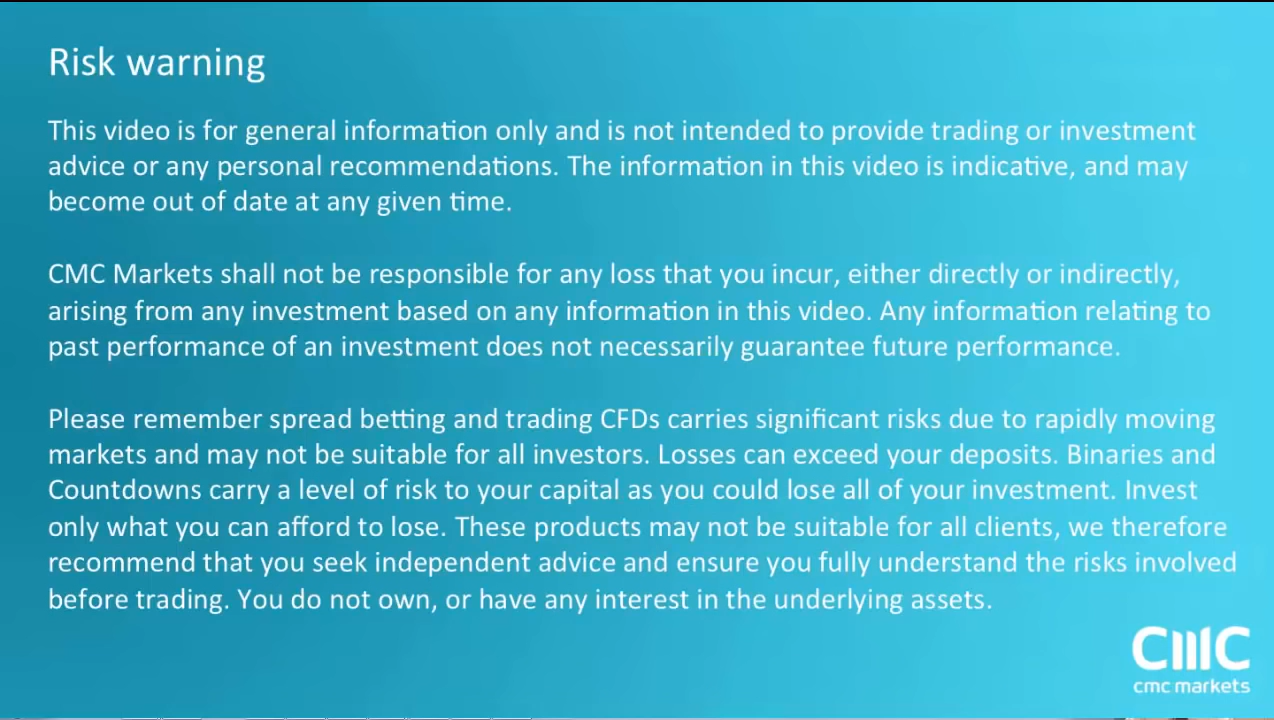 Risk warning
This video is for general information only and is not intended to provide trading or investment
advice or any personal recommendations. The information in this video is indicative, and may
become out of date at any given time.
CMC Markets shall not be responsible for any loss that you incur, either directly or indirectly,
arising from any investment based on any information in this video. Any information relating to
past performance of an investment does not necessarily guarantee future performance.
Please remember spread betting and trading CFDs carries significant risks due to rapidly moving
markets and may not be suitable for all investors. Losses can exceed your deposits. Binaries and
Countdowns carry a level of risk to your capital as you could lose all of your investment. Invest
only what you can afford to lose. These products may not be suitable for all clients, we therefore
recommend that you seek independent advice and ensure you fully understand the risks involved
before trading. You do not own, or have any interest in the underlying assets.
CMC
cmc markets